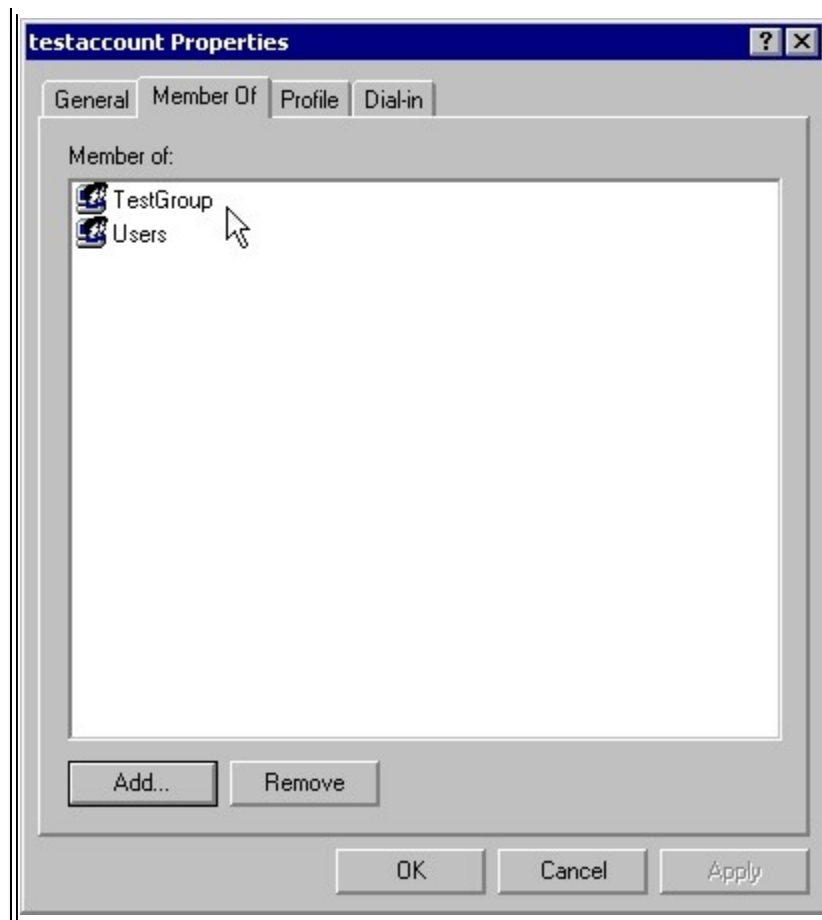 testaccount Properties
General Member Of Profile Dial-in
Member of:
TestGroup
Users
Add... Remove
OK Cancel Apply